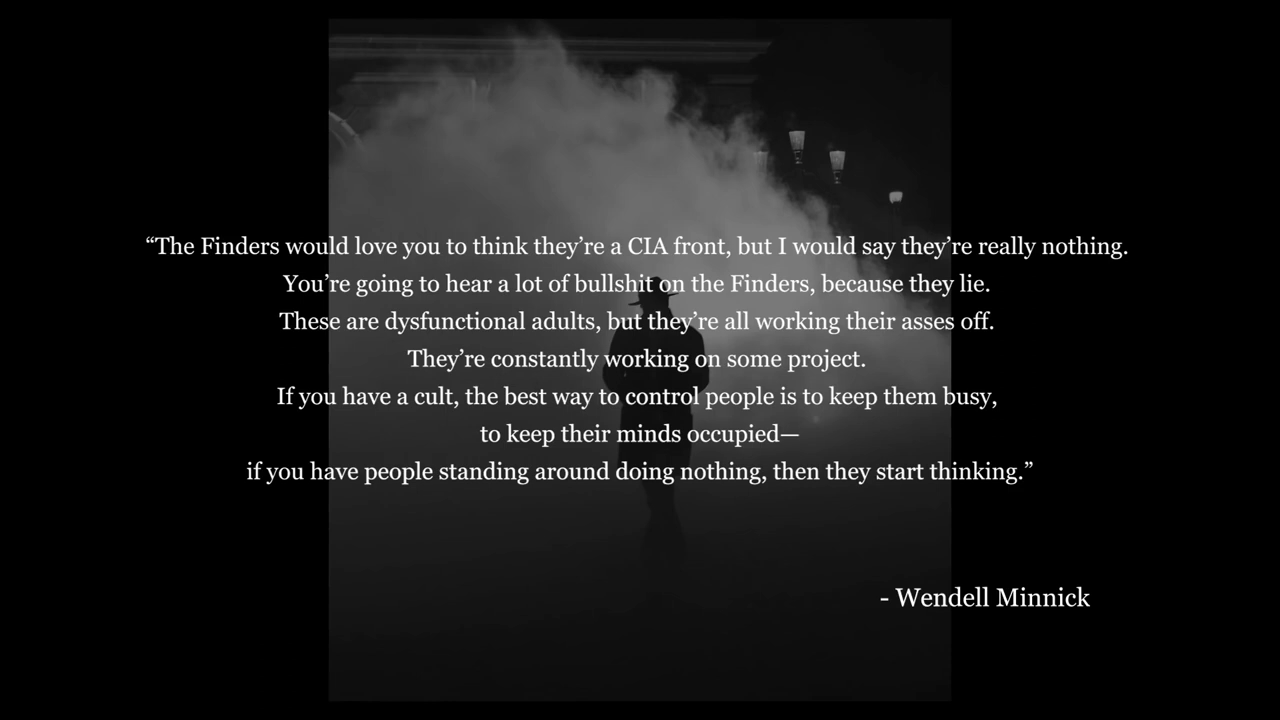 “The Finders would love you to think they’re a CIA front, but I would say they’re really nothing.
You’re going to hear a lot of bullshit on the Finders, because they lie.
These are dysfunctional adults, but they’re all working their asses off.
They’re constantly working on some project.
If you have a cult, the best way to control people is to keep them busy,
to keep their minds occupied—
if you have people standing around doing nothing, then they start thinking.”
- Wendell Minnick